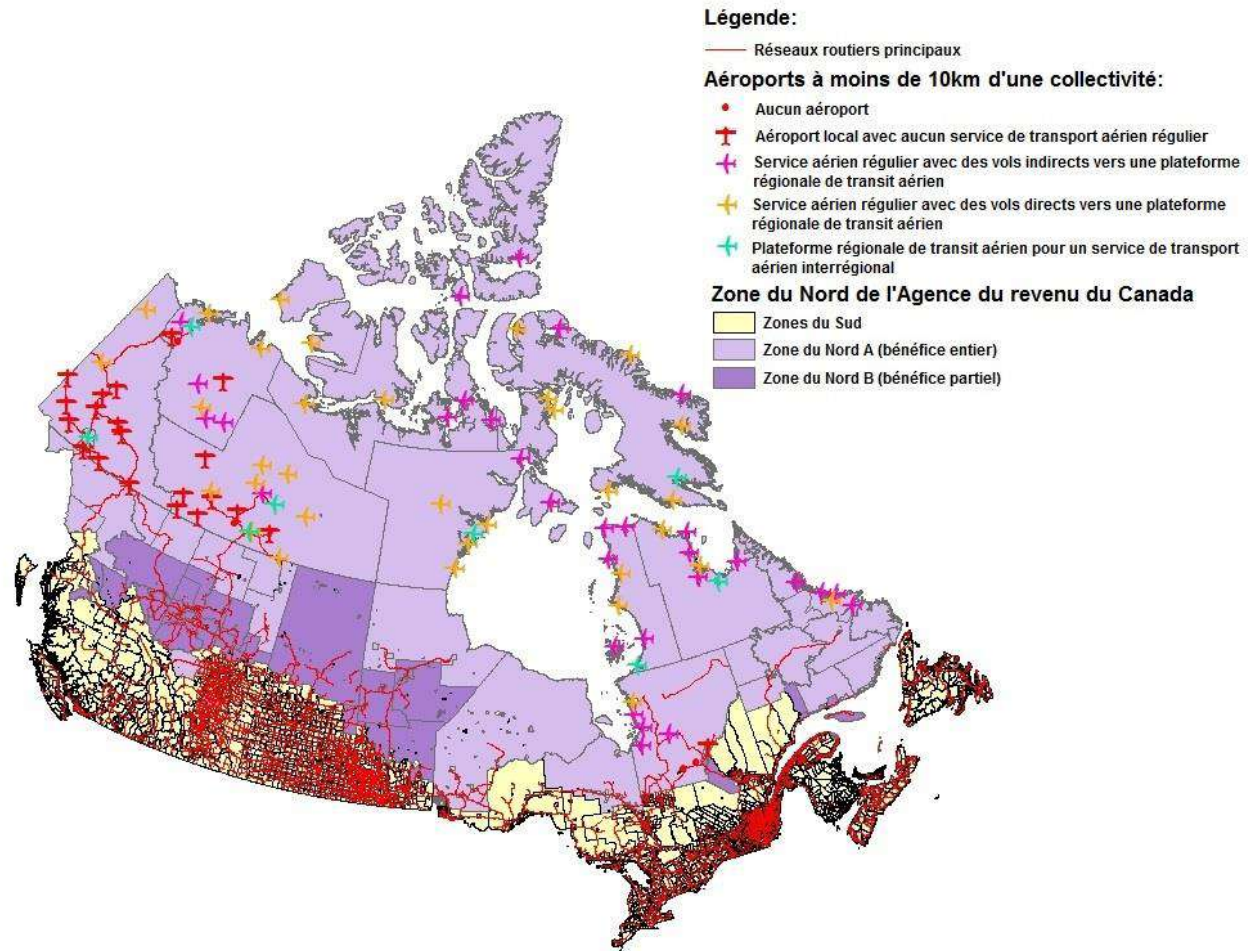 Légende:
Réseaux routiers principaux
Aéroports à moins de 10km d'une collectivité:
Aucun aéroport
Aéroport local avec aucun service de transport aérien régulier
Service aérien régulier avec des vols indirects vers une plateforme
régionale de transit aérien
Service aérien régulier avec des vols directs vers une plateforme
régionale de transit aérien
Plateforme régionale de transit aérien pour un service de transport
aérien interrégional
Zone du Nord de l'Agence du revenu du Canada
Zones du Sud
Zone du Nord A (bénéfice entier)
Zone du Nord B (bénéfice partiel)